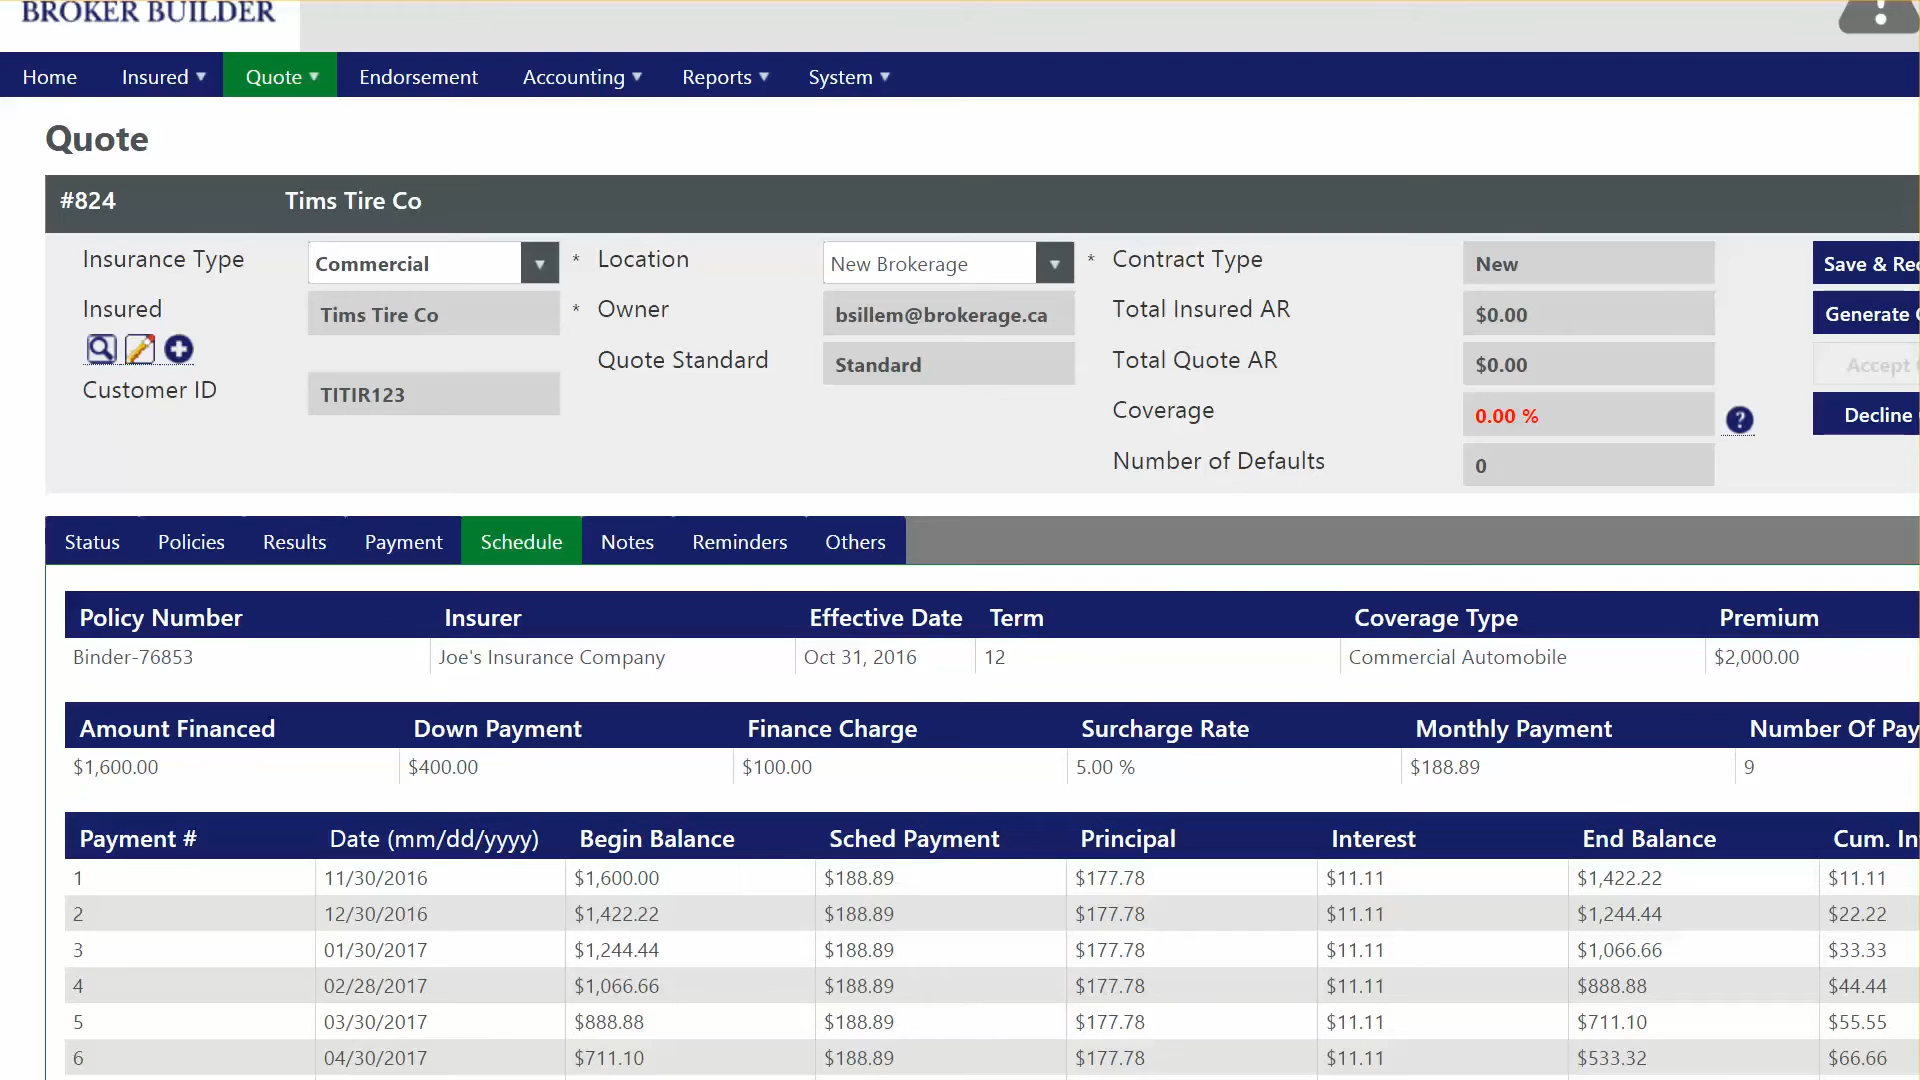 BROKER BUILDER
Home Insured Quote Endorsement Accounting Reports System
Quote
#824 Tims Tire Co
Insurance Type Commercial * Location New Brokerage * Contract Type New Save & Re
Insured Tims Tire Co * Owner bsillem@brokerage.ca Total Insured AR $0.00 Generate
Quote Standard Standard Total Quote AR $0.00 Accept
Customer ID TITIR123 Coverage 0.00 % ? Decline
Number of Defaults 0
Status Policies Results Payment Schedule Notes Reminders Others
Policy Number Insurer Effective Date Term Coverage Type Premium
Binder-76853 Joe's Insurance Company Oct 31, 2016 12 Commercial Automobile $2,000.00
Amount Financed Down Payment Finance Charge Surcharge Rate Monthly Payment Number Of Pay
$1,600.00 $400.00 $100.00 5.00 % $188.89 9
Payment # Date (mm/dd/yyyy) Begin Balance Sched Payment Principal Interest End Balance Cum. In
1 11/30/2016 $1,600.00 $188.89 $177.78 $11.11 $1,422.22 $11.11
2 12/30/2016 $1,422.22 $188.89 $177.78 $11.11 $1,244.44 $22.22
3 01/30/2017 $1,244.44 $188.89 $177.78 $11.11 $1,066.66 $33.33
4 02/28/2017 $1,066.66 $188.89 $177.78 $11.11 $888.88 $44.44
5 03/30/2017 $888.88 $188.89 $177.78 $11.11 $711.10 $55.55
6 04/30/2017 $711.10 $188.89 $177.78 $11.11 $533.32 $66.66